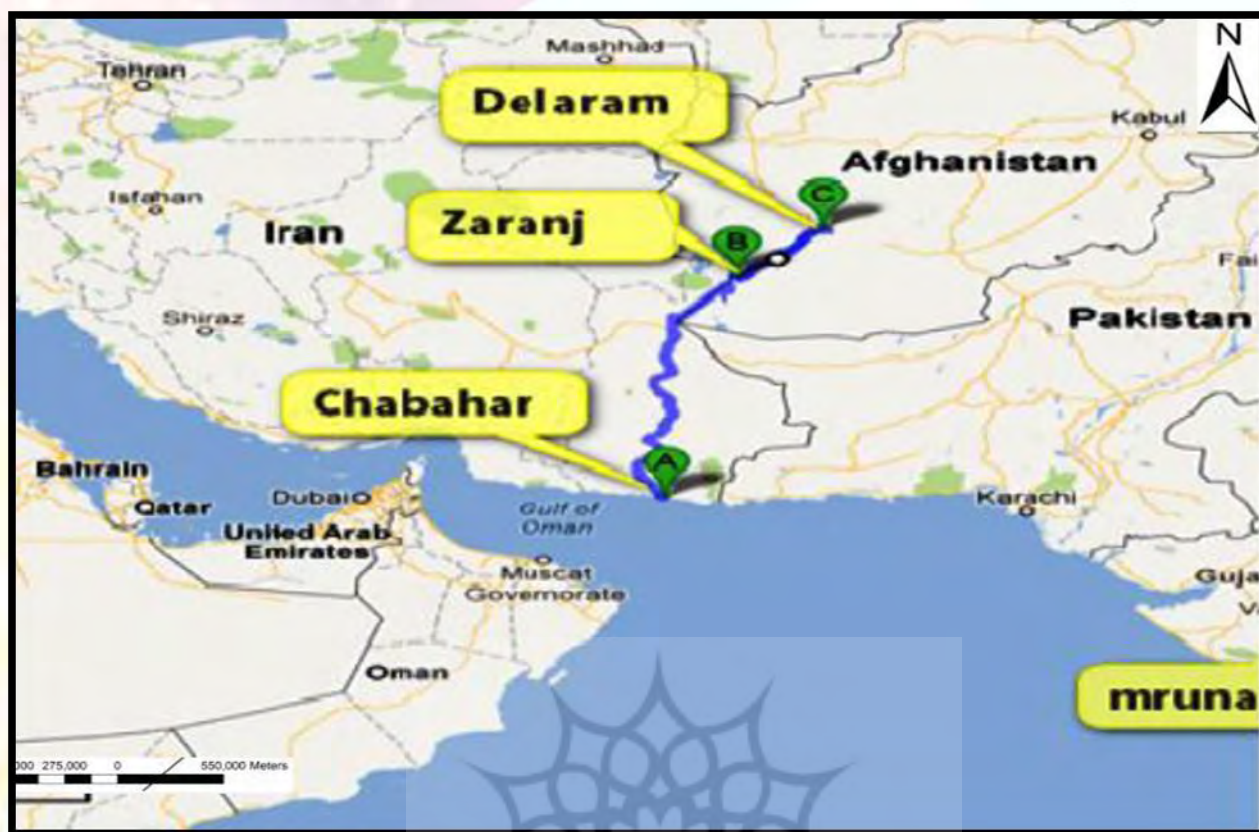 N
Mashhad
Tehran
Delaram
Kabul
Afghanistan
Isfahan
C
Zaranj
Iran
B
Shiraz
Pakistan
Chabahar
A
Bahrain
Qatar
Dubai
Gulf of
Oman
Karachi
United Arab
Emirates
Muscat
Governorate
Oman
mruna
275,000 0 550,000 Meters